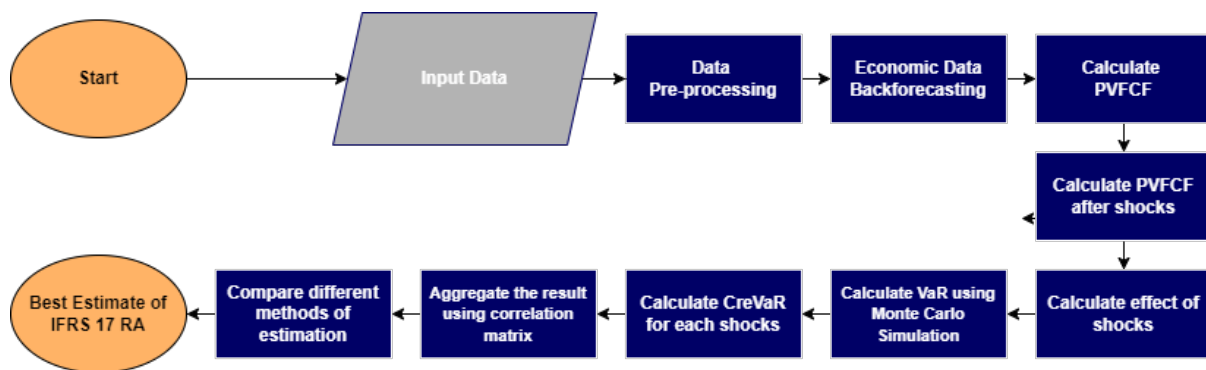 Start
Input Data
Data
Pre-processing
Economic Data
Backforecasting
Calculate
PVFCF
Calculate PVFCF
after shocks
Calculate effect of
shocks
Calculate VaR using
Monte Carlo
Simulation
Calculate CreVaR
for each shocks
Aggregate the result
using correlation
matrix
Compare different
methods of
estimation
Best Estimate of
IFRS 17 RA